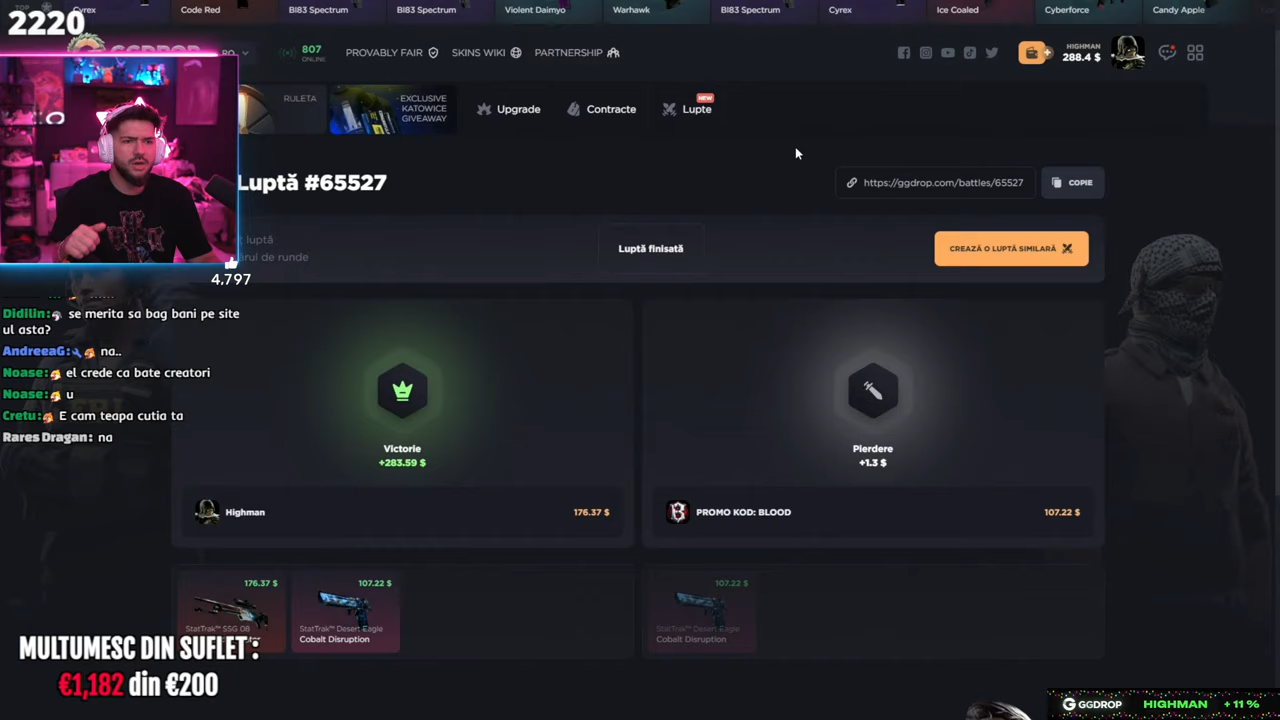 Cyrex
Code Red
BI83 Spectrum
BI83 Spectrum
Violent Daimyo
Warhawk
BI83 Spectrum
Cyrex
Ice Coaled
Cyberforce
Candy Apple
2220
GGDROP
RO
807
ONLINE
PROVABLY FAIR
SKINS WIKI
PARTNERSHIP
HIGHMAN
288.4 $
RULETA
EXCLUSIVE
KATOWICE
GIVEAWAY
Upgrade
Contracte
Lupte
NEW
Luptă #65527
https://ggdrop.com/battles/65527
COPIE
luptă
de runde
Luptă finisată
CREAZĂ O LUPTĂ SIMILARĂ
4,797
Didilin: se merita sa bag bani pe site
ul asta?
AndreeaG: na..
Noase: el crede ca bate creatori
Noase: u
Cretu: E cam teapa cutia ta
Rares Dragan: na
Victorie
+283.59 $
Pierdere
+1.3 $
Highman
176.37 $
PROMO KOD: BLOOD
107.22 $
176.37 $
StatTrak™ SSG 08
107.22 $
StatTrak™ Desert Eagle
Cobalt Disruption
107.22 $
StatTrak™ Desert Eagle
Cobalt Disruption
MULTUMESC DIN SUFLET :
€1,182 din €200
GGDROP HIGHMAN +11 %